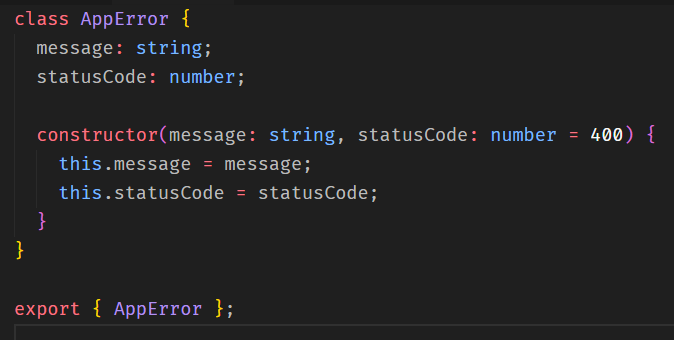 class AppError {
  message: string;
  statusCode: number;

  constructor(message: string, statusCode: number = 400) {
    this.message = message;
    this.statusCode = statusCode;
  }
}

export { AppError };